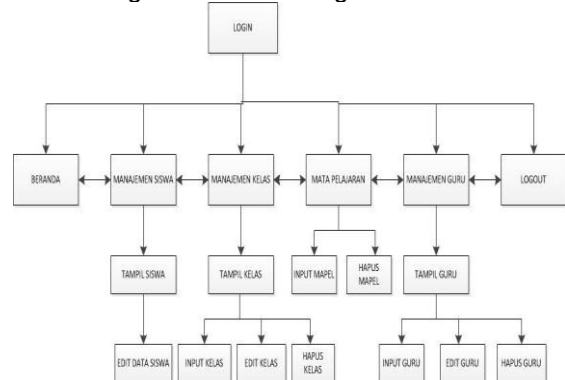 LOGIN
BERANDA
MANAJEMEN SISWA
MANAJEMEN KELAS
MATA PELAJARAN
MANAJEMEN GURU
LOGOUT
TAMPIL SISWA
TAMPIL KELAS
INPUT MAPEL
HAPUS
MAPEL
TAMPIL GURU
EDIT DATA SISWA
INPUT KELAS
EDIT KELAS
HAPUS
KELAS
INPUT GURU
EDIT GURU
HAPUS GURU